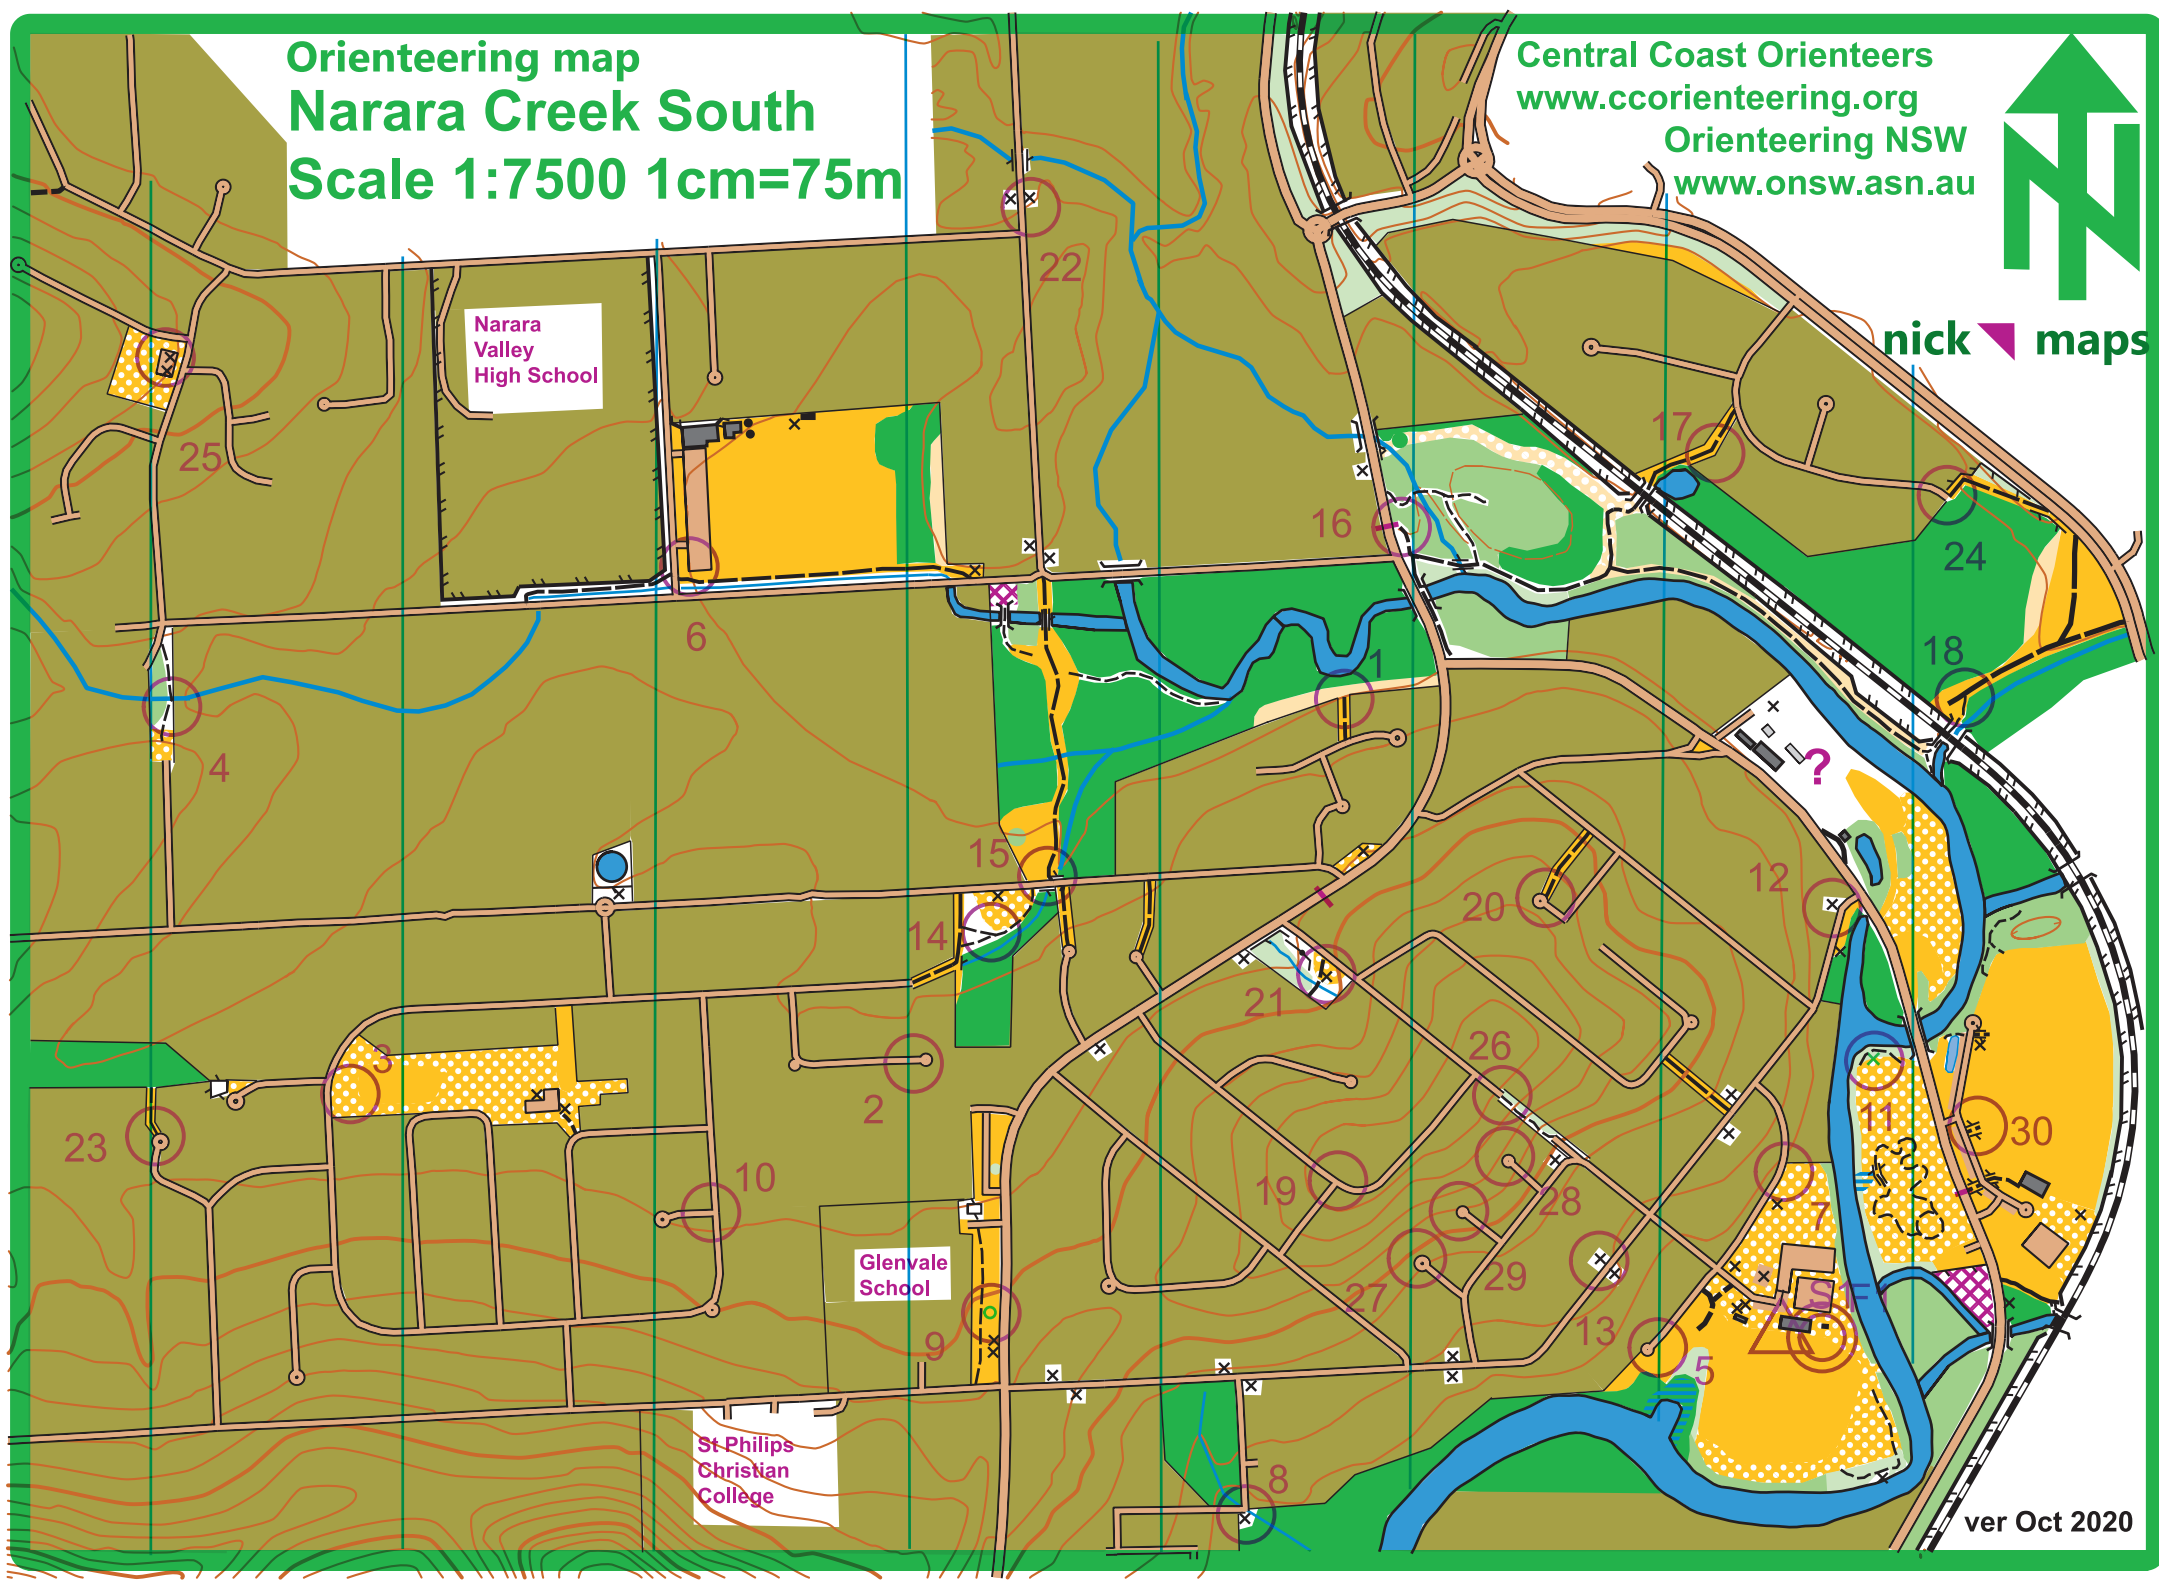 Orienteering map
Narara Creek South
Scale 1:7500 1cm=75m
Central Coast Orienteers
www.ccorienteering.org
Orienteering NSW
www.onsw.asn.au
N
nick maps
22
Narara
Valley
High School
25
17
16
24
6
1
18
4
?
15
12
20
14
21
3
26
2
11
23
30
10
19
28
7
Glenvale
School
29
27
S F
13
9
5
St Philips
Christian
College
8
ver Oct 2020